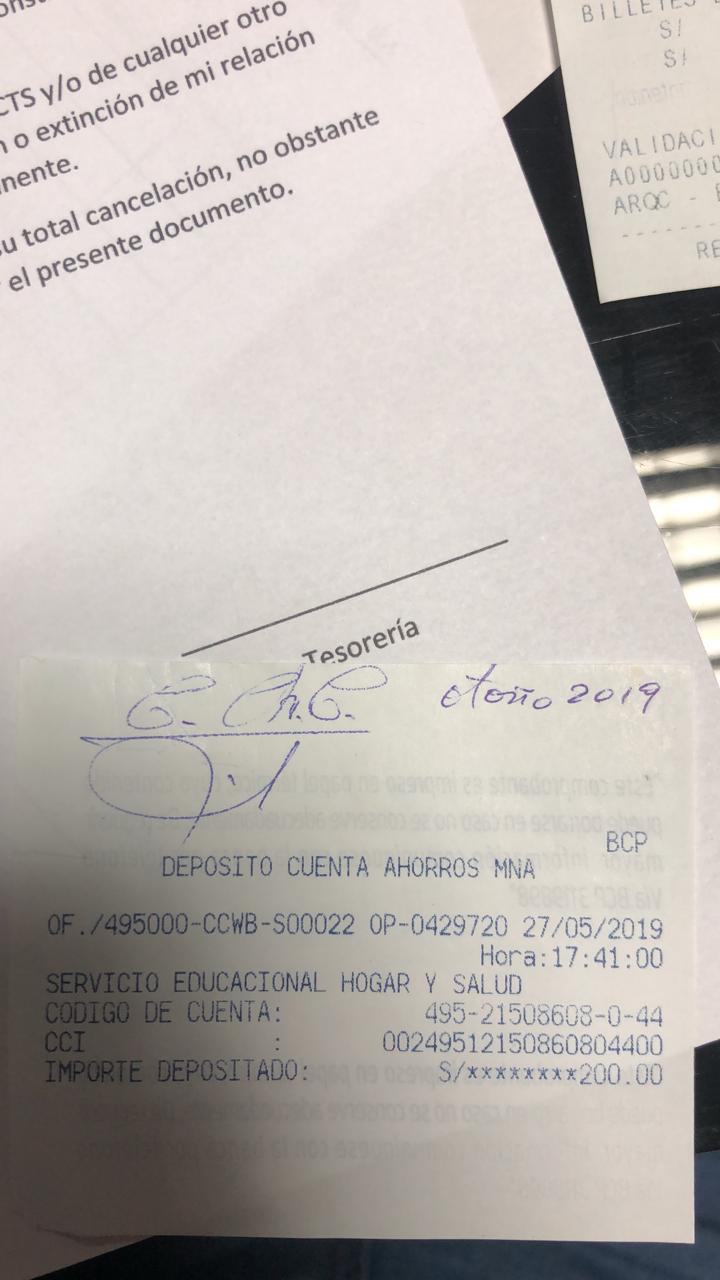 CTS y/o de cualquier otro
o extinción de mi relación
su total cancelación, no obstante
el presente documento.
Tesorería
BILLETES
S/
S/
VALIDACI
A0000000
ARQC -
RE
E. Ch. C.
otoño 2019
BCP
DEPOSITO CUENTA AHORROS MNA
OF./495000-CCWB-S00022 OP-0429720 27/05/2019
Hora:17:41:00
SERVICIO EDUCACIONAL HOGAR Y SALUD
CODIGO DE CUENTA: 495-21508608-0-44
CCI : 00249512150860804400
IMPORTE DEPOSITADO: S/********200.00